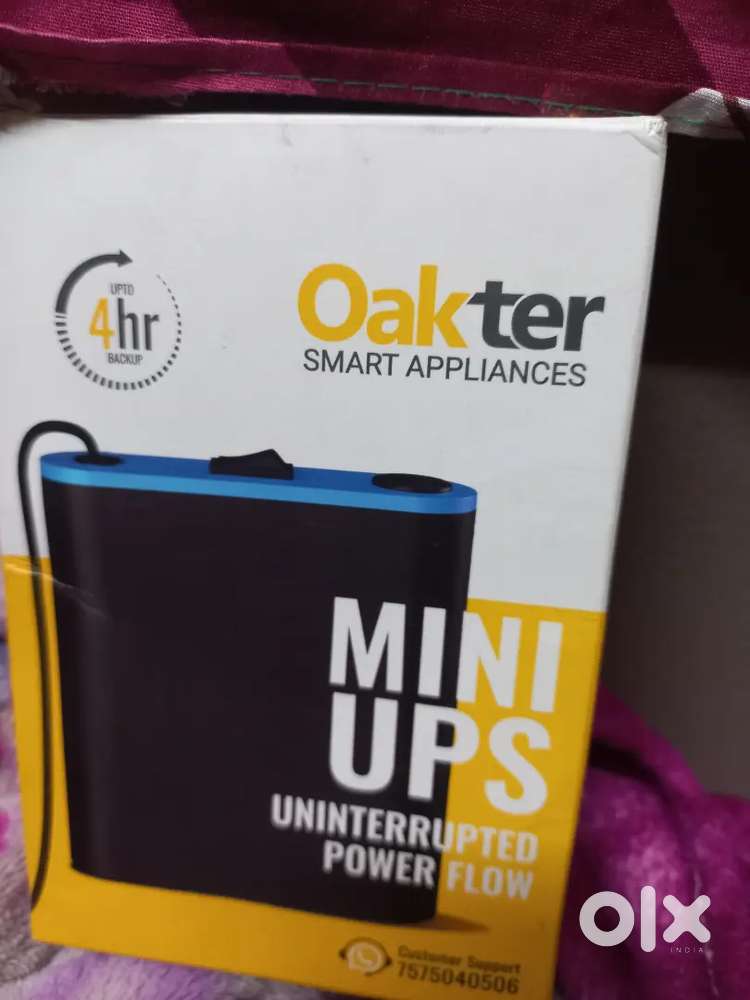 UPTO
4hr
BACKUP
Oakter
SMART APPLIANCES
MINI
UPS
UNINTERRUPTED
POWER FLOW
Customer Support
7575040506
olx
INDIA